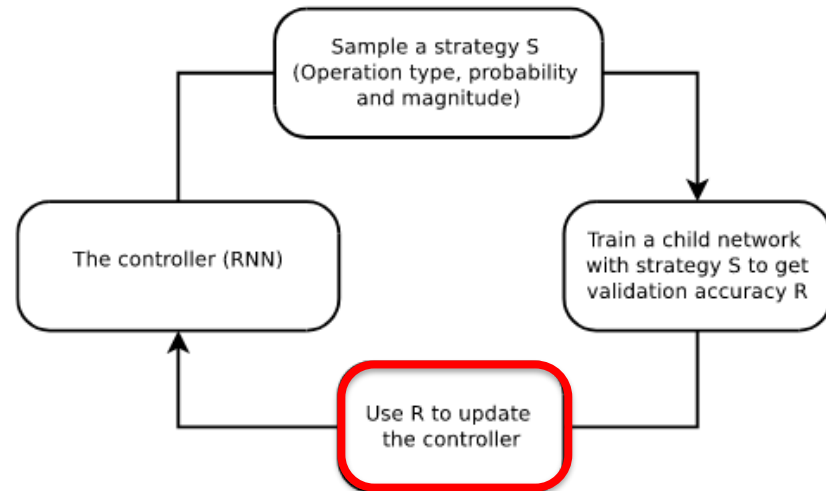 Sample a strategy S
(Operation type, probability
and magnitude)
The controller (RNN)
Train a child network
with strategy S to get
validation accuracy R
Use R to update
the controller